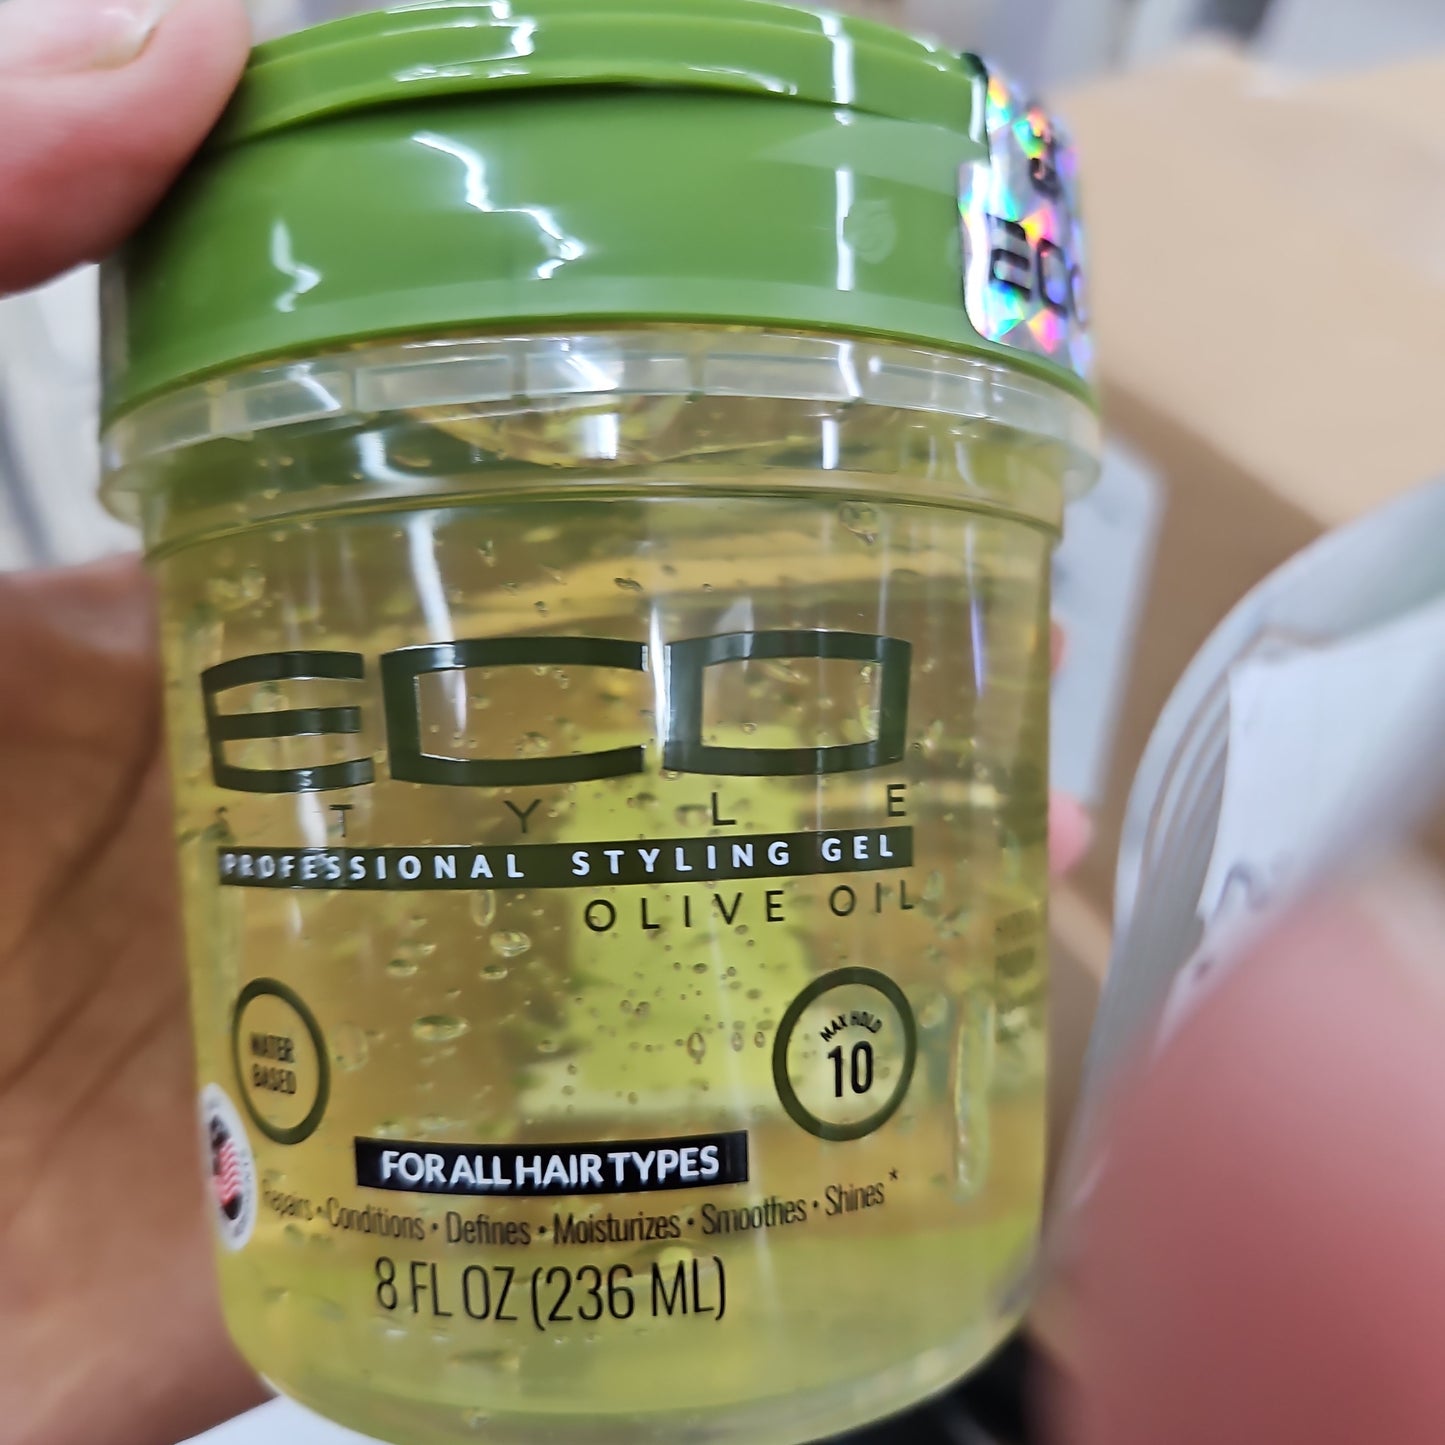 ECO
ECO
STYLE
PROFESSIONAL STYLING GEL
OLIVE OIL
WATER
BASED
MAX HOLD
10
FOR ALL HAIR TYPES
Repairs • Conditions • Defines • Moisturizes • Smoothes • Shines*
8 FL OZ (236 ML)